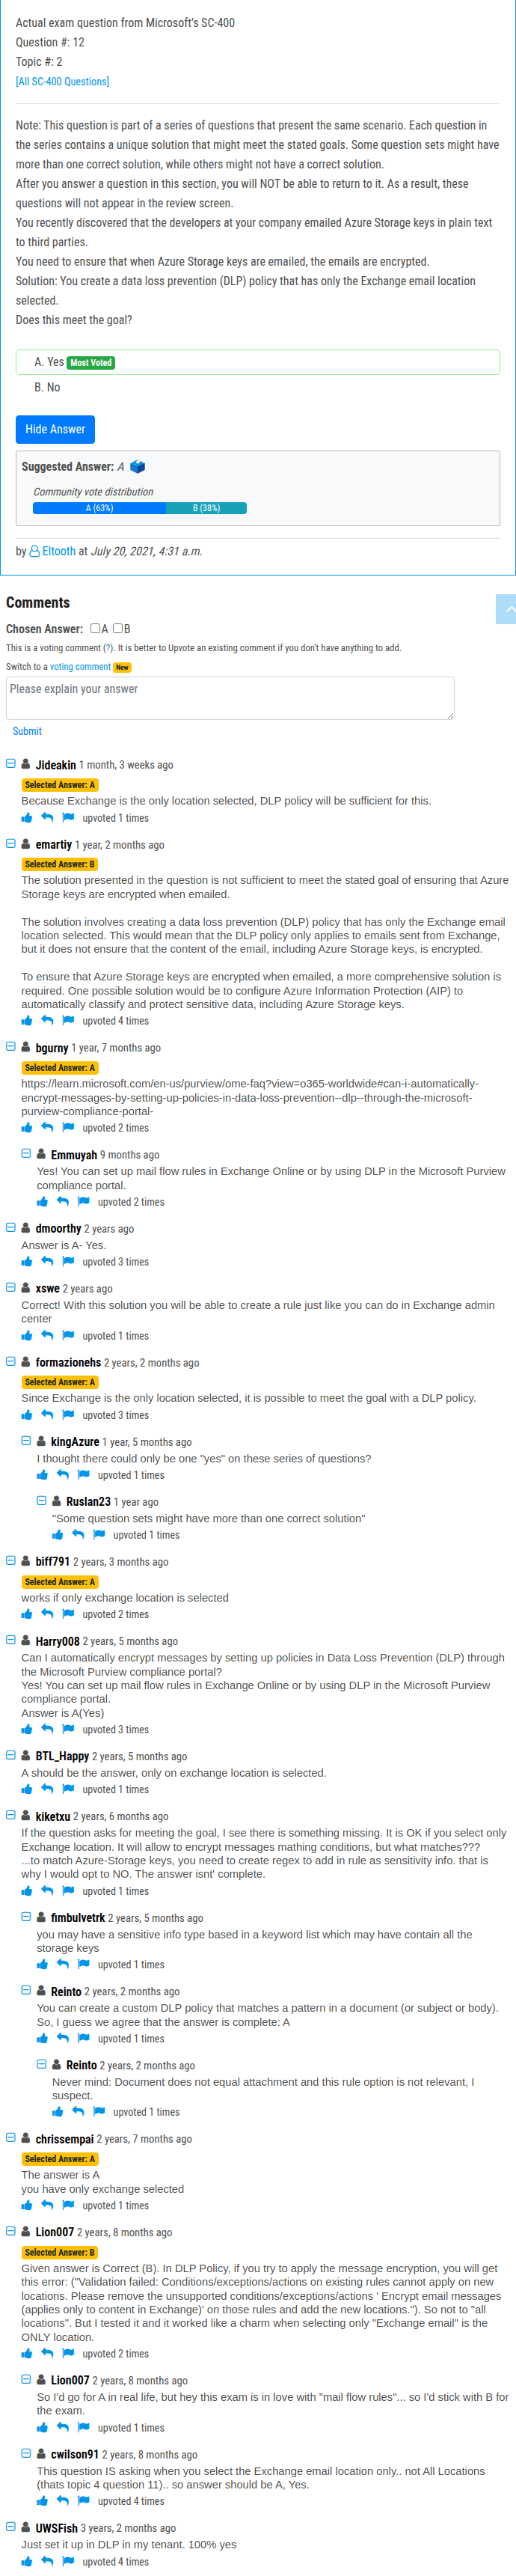 Actual exam question from Microsoft's SC-400
Question #: 12
Topic #: 2
[All SC-400 Questions]
Note: This question is part of a series of questions that present the same scenario. Each question in
the series contains a unique solution that might meet the stated goals. Some question sets might have
more than one correct solution, while others might not have a correct solution.
After you answer a question in this section, you will NOT be able to return to it. As a result, these
questions will not appear in the review screen.
You recently discovered that the developers at your company emailed Azure Storage keys in plain text
to third parties.
You need to ensure that when Azure Storage keys are emailed, the emails are encrypted.
Solution: You create a data loss prevention (DLP) policy that has only the Exchange email location
selected.
Does this meet the goal?
A. Yes Most Voted
B. No
Hide Answer
Suggested Answer: A
Community vote distribution
A (63%) B (38%)
by Eltooth at July 20, 2021, 4:31 a.m.
Comments
Chosen Answer: A B
This is a voting comment (?). It is better to Upvote an existing comment if you don't have anything to add.
Switch to a voting comment New
Please explain your answer
Submit
Jideakin 1 month, 3 weeks ago
Selected Answer: A
Because Exchange is the only location selected, DLP policy will be sufficient for this.
upvoted 1 times
emartiy 1 year, 2 months ago
Selected Answer: B
The solution presented in the question is not sufficient to meet the stated goal of ensuring that Azure
Storage keys are encrypted when emailed.
The solution involves creating a data loss prevention (DLP) policy that has only the Exchange email
location selected. This would mean that the DLP policy only applies to emails sent from Exchange,
but it does not ensure that the content of the email, including Azure Storage keys, is encrypted.
To ensure that Azure Storage keys are encrypted when emailed, a more comprehensive solution is
required. One possible solution would be to configure Azure Information Protection (AIP) to
automatically classify and protect sensitive data, including Azure Storage keys.
upvoted 4 times
bgurny 1 year, 7 months ago
Selected Answer: A
https://learn.microsoft.com/en-us/purview/ome-faq?view=o365-worldwide#can-i-automatically-
encrypt-messages-by-setting-up-policies-in-data-loss-prevention--dlp--through-the-microsoft-
purview-compliance-portal-
upvoted 2 times
Emmuyah 9 months ago
Yes! You can set up mail flow rules in Exchange Online or by using DLP in the Microsoft Purview
compliance portal.
upvoted 2 times
dmoorthy 2 years ago
Answer is A- Yes.
upvoted 3 times
xswe 2 years ago
Correct! With this solution you will be able to create a rule just like you can do in Exchange admin
center
upvoted 1 times
formazionehs 2 years, 2 months ago
Selected Answer: A
Since Exchange is the only location selected, it is possible to meet the goal with a DLP policy.
upvoted 3 times
kingAzure 1 year, 5 months ago
I thought there could only be one "yes" on these series of questions?
upvoted 1 times
Ruslan23 1 year ago
"Some question sets might have more than one correct solution"
upvoted 1 times
biff791 2 years, 3 months ago
Selected Answer: A
works if only exchange location is selected
upvoted 2 times
Harry008 2 years, 5 months ago
Can I automatically encrypt messages by setting up policies in Data Loss Prevention (DLP) through
the Microsoft Purview compliance portal?
Yes! You can set up mail flow rules in Exchange Online or by using DLP in the Microsoft Purview
compliance portal.
Answer is A(Yes)
upvoted 3 times
BTL_Happy 2 years, 5 months ago
A should be the answer, only on exchange location is selected.
upvoted 1 times
kiketxu 2 years, 6 months ago
If the question asks for meeting the goal, I see there is something missing. It is OK if you select only
Exchange location. It will allow to encrypt messages mathing conditions, but what matches???
...to match Azure-Storage keys, you need to create regex to add in rule as sensitivity info. that is
why I would opt to NO. The answer isnt' complete.
upvoted 1 times
fimbulvetrk 2 years, 5 months ago
you may have a sensitive info type based in a keyword list which may have contain all the
storage keys
upvoted 1 times
Reinto 2 years, 2 months ago
You can create a custom DLP policy that matches a pattern in a document (or subject or body).
So, I guess we agree that the answer is complete: A
upvoted 1 times
Reinto 2 years, 2 months ago
Never mind: Document does not equal attachment and this rule option is not relevant, I
suspect.
upvoted 1 times
chrissempai 2 years, 7 months ago
Selected Answer: A
The answer is A
you have only exchange selected
upvoted 1 times
Lion007 2 years, 8 months ago
Selected Answer: B
Given answer is Correct (B). In DLP Policy, if you try to apply the message encryption, you will get
this error: ("Validation failed: Conditions/exceptions/actions on existing rules cannot apply on new
locations. Please remove the unsupported conditions/exceptions/actions ' Encrypt email messages
(applies only to content in Exchange)' on those rules and add the new locations."). So not to "all
locations". But I tested it and it worked like a charm when selecting only "Exchange email" is the
ONLY location.
upvoted 2 times
Lion007 2 years, 8 months ago
So I'd go for A in real life, but hey this exam is in love with "mail flow rules"... so I'd stick with B for
the exam.
upvoted 1 times
cwilson91 2 years, 8 months ago
This question IS asking when you select the Exchange email location only.. not All Locations
(thats topic 4 question 11).. so answer should be A, Yes.
upvoted 4 times
UWSFish 3 years, 2 months ago
Just set it up in DLP in my tenant. 100% yes
upvoted 4 times